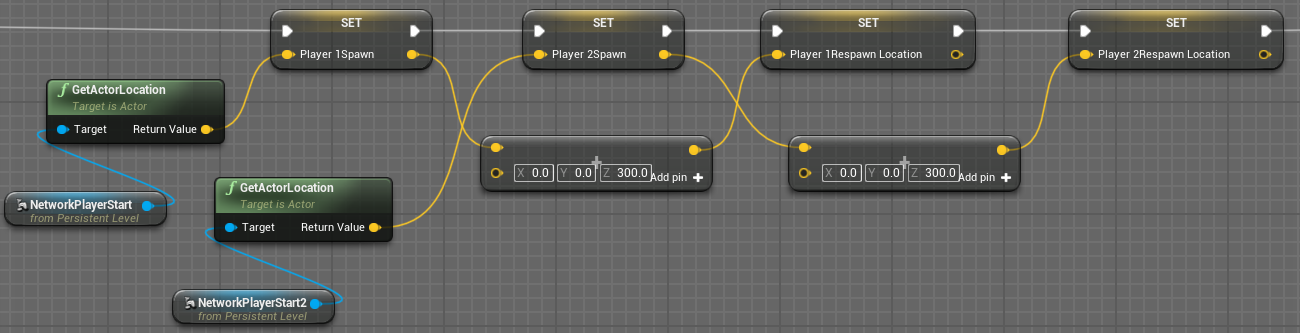 SET
Player 1Spawn
SET
Player 2Spawn
SET
Player 1Respawn Location
SET
Player 2Respawn Location
f GetActorLocation
Target is Actor
Target Return Value
NetworkPlayerStart
from Persistent Level
f GetActorLocation
Target is Actor
Target Return Value
NetworkPlayerStart2
from Persistent Level
X 0.0 Y 0.0 Z 300.0 Add pin +
X 0.0 Y 0.0 Z 300.0 Add pin +